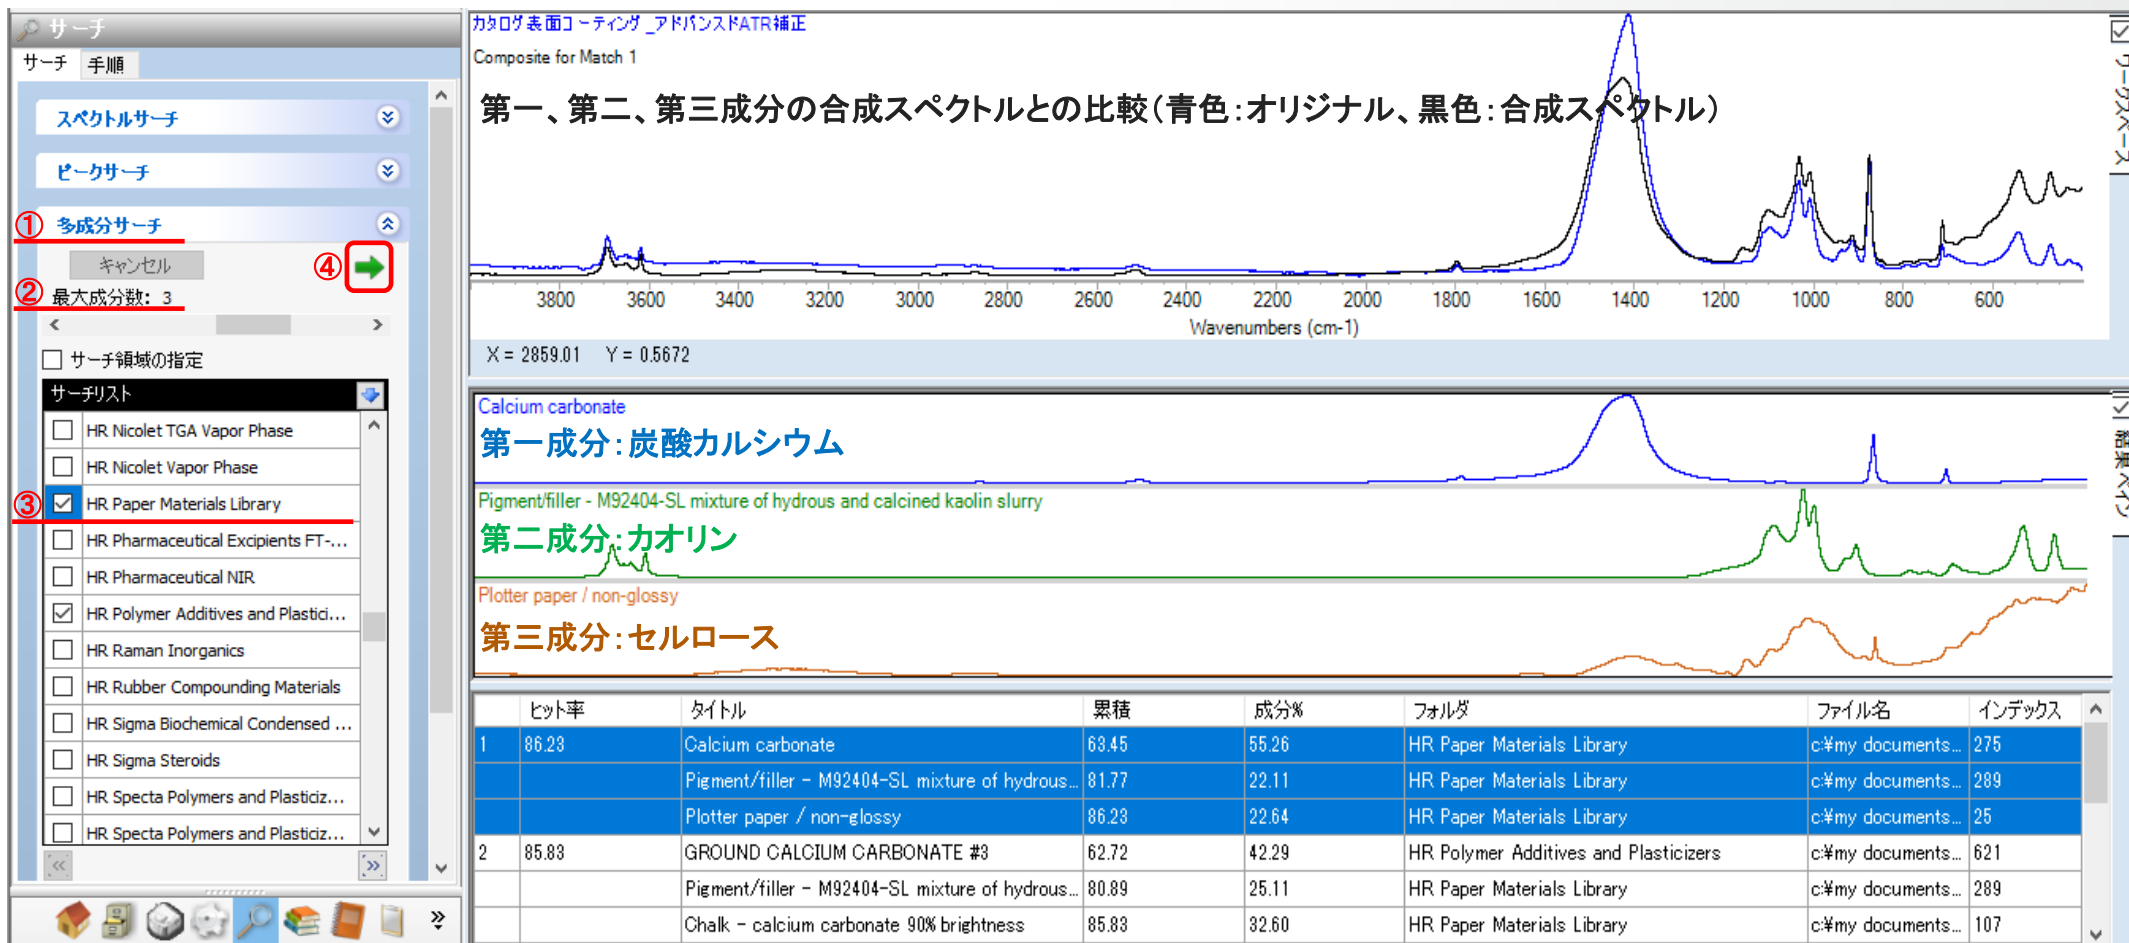 サーチ
サーチ 手順
スペクトルサーチ
ピークサーチ
① 多成分サーチ
キャンセル ④
② 最大成分数: 3
サーチ領域の指定
サーチリスト
HR Nicolet TGA Vapor Phase
HR Nicolet Vapor Phase
③ HR Paper Materials Library
HR Pharmaceutical Excipients FT-...
HR Pharmaceutical NIR
HR Polymer Additives and Plastici...
HR Raman Inorganics
HR Rubber Compounding Materials
HR Sigma Biochemical Condensed ...
HR Sigma Steroids
HR Specta Polymers and Plasticiz...
HR Specta Polymers and Plasticiz...
カタログ表面コーティング_アドバンスドATR補正
Composite for Match 1
第一、第二、第三成分の合成スペクトルとの比較(青色:オリジナル、黒色:合成スペクトル)
3800 3600 3400 3200 3000 2800 2600 2400 2200 2000 1800 1600 1400 1200 1000 800 600
Wavenumbers (cm-1)
X = 2859.01 Y = 0.5672
ワークスペース
Calcium carbonate
第一成分:炭酸カルシウム
Pigment/filler - M92404-SL mixture of hydrous and calcined kaolin slurry
第二成分:カオリン
Plotter paper / non-glossy
第三成分:セルロース
結果ペイン
ヒット率 タイトル 累積 成分% フォルダ ファイル名 インデックス
1 86.23 Calcium carbonate 63.45 55.26 HR Paper Materials Library c:¥my documents... 275
Pigment/filler - M92404-SL mixture of hydrous... 81.77 22.11 HR Paper Materials Library c:¥my documents... 289
Plotter paper / non-glossy 86.23 22.64 HR Paper Materials Library c:¥my documents... 25
2 85.83 GROUND CALCIUM CARBONATE #3 62.72 42.29 HR Polymer Additives and Plasticizers c:¥my documents... 621
Pigment/filler - M92404-SL mixture of hydrous... 80.89 25.11 HR Paper Materials Library c:¥my documents... 289
Chalk - calcium carbonate 90% brightness 85.83 32.60 HR Paper Materials Library c:¥my documents... 107